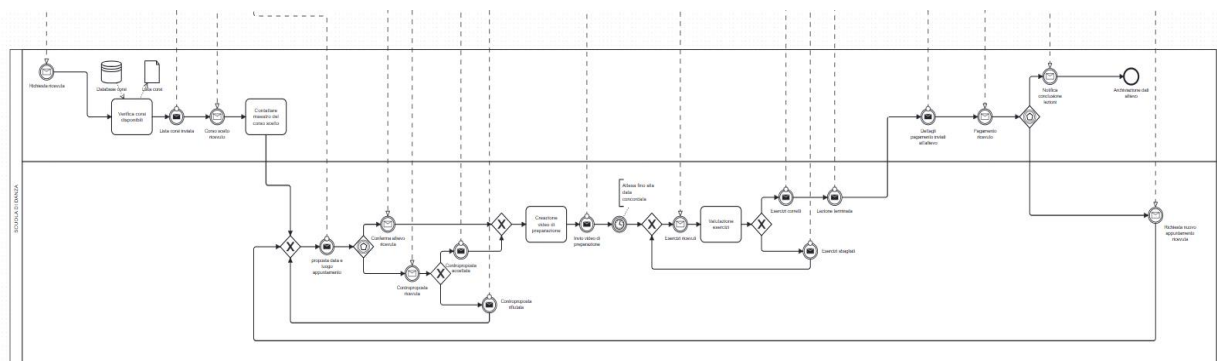 Richiesta ricevuta
Database corsi
Lista corsi
Verifica corsi
disponibili
Lista corsi inviata
Corso scelto
ricevuto
Contattare
maestro del
corso scelto
Dettagli
pagamento inviati
all'allievo
Pagamento
ricevuto
Notifica
conclusione
lezioni
Archiviazione dati
allievo
SCUOLA DI DANZA
proposta data e
luogo
appuntamento
Conferma allievo
ricevuta
Controproposta
ricevuta
Controproposta
accettata
Controproposta
rifiutata
Creazione
video di
preparazione
Invio video di
preparazione
Attesa fino alla
data
concordata
Esercizi ricevuti
Valutazione
esercizi
Esercizi corretti
Lezione terminata
Esercizi sbagliati
Richiesta nuovo
appuntamento
ricevuta